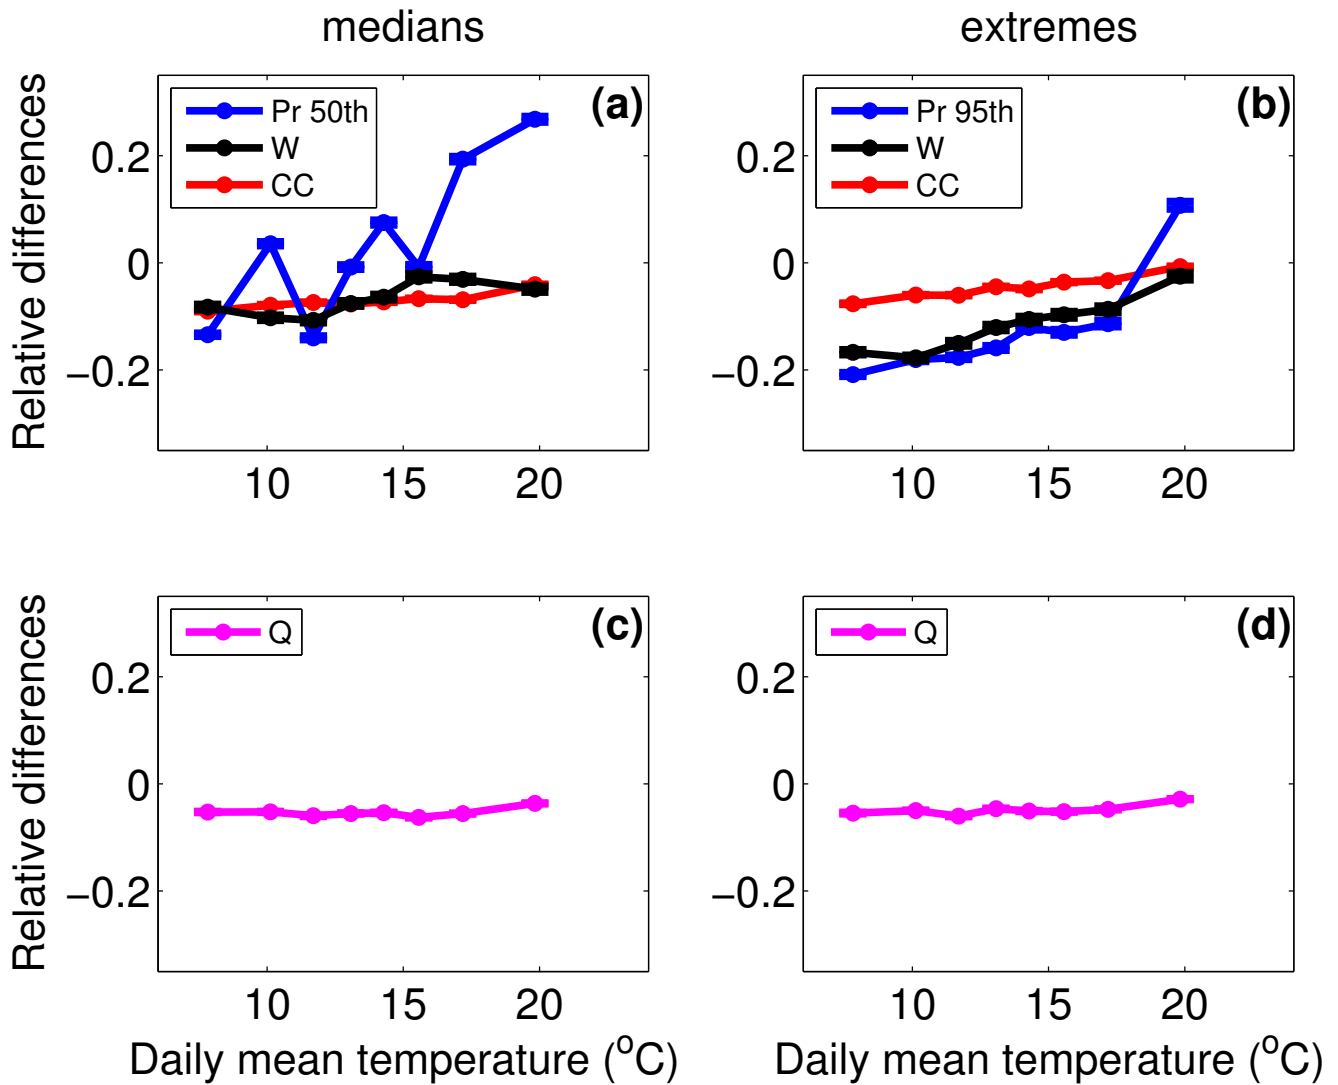 medians
extremes
Relative differences
Pr 50th
W
CC
(a)
0.2
0
−0.2
10 15 20
Pr 95th
W
CC
(b)
0.2
0
−0.2
10 15 20
Relative differences
Q
(c)
0.2
0
−0.2
10 15 20
Daily mean temperature (°C)
Q
(d)
0.2
0
−0.2
10 15 20
Daily mean temperature (°C)